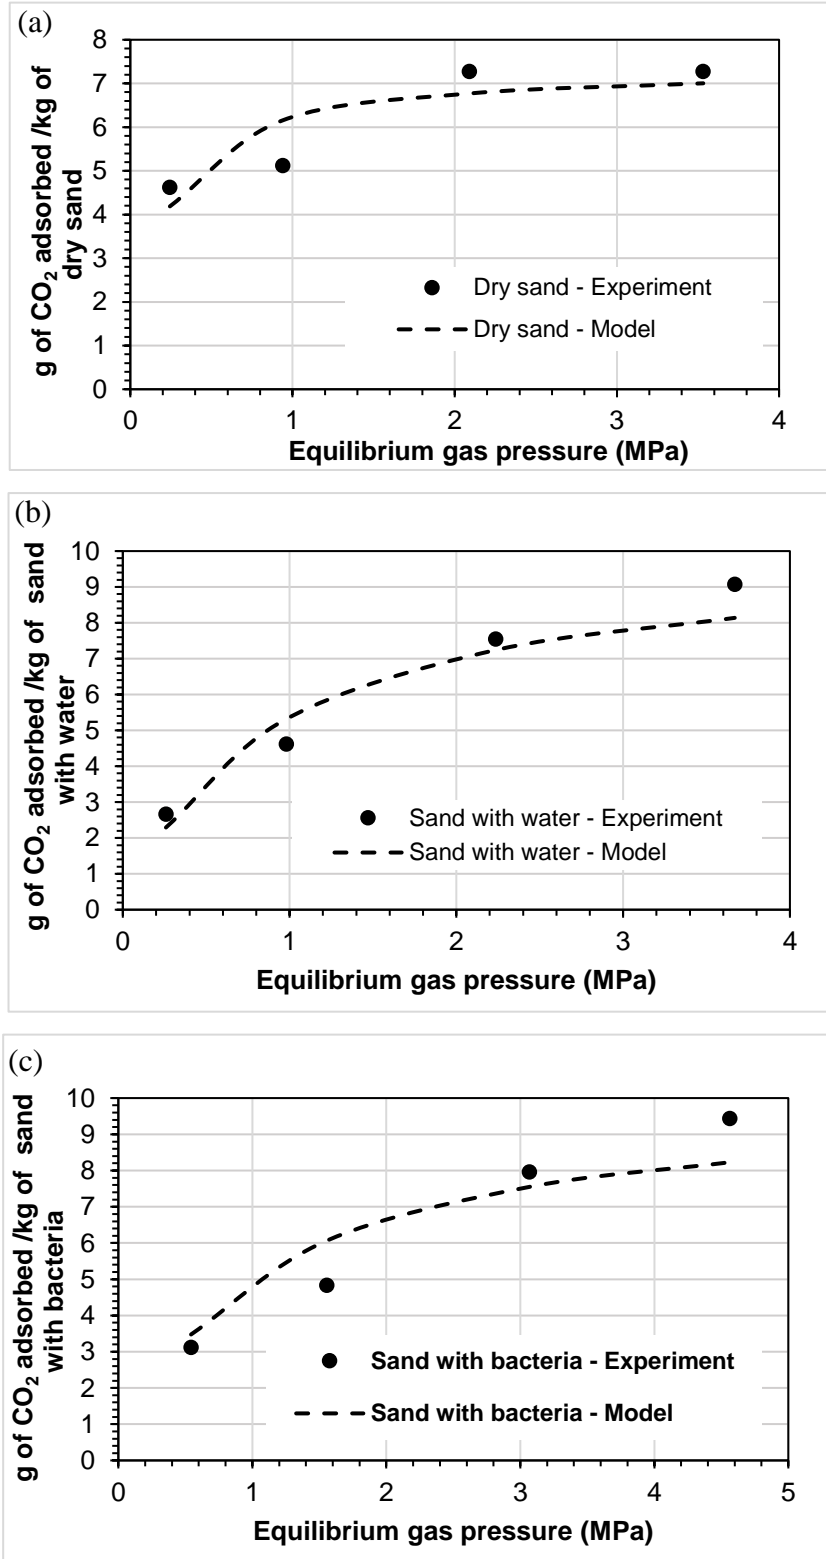 (a)
8
7
6
5
4
3
2
1
0
g of CO₂ adsorbed /kg of
dry sand
Dry sand - Experiment
Dry sand - Model
0 1 2 3 4
Equilibrium gas pressure (MPa)
(b)
10
9
8
7
6
5
4
3
2
1
0
g of CO₂ adsorbed /kg of sand
with water
Sand with water - Experiment
Sand with water - Model
0 1 2 3 4
Equilibrium gas pressure (MPa)
(c)
10
9
8
7
6
5
4
3
2
1
0
g of CO₂ adsorbed /kg of sand
with bacteria
Sand with bacteria - Experiment
Sand with bacteria - Model
0 1 2 3 4 5
Equilibrium gas pressure (MPa)